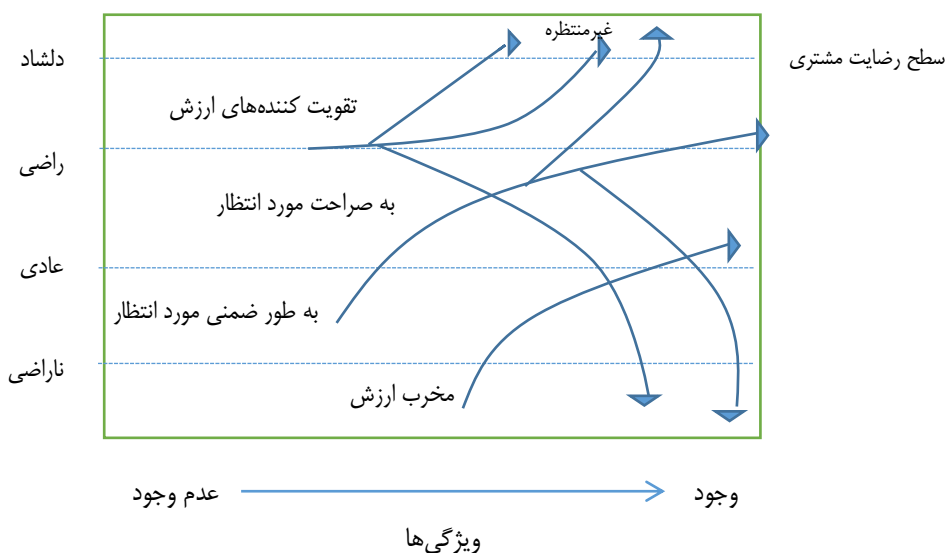 غیرمنتظره
دلشاد
سطح رضایت مشتری
تقویت کننده‌های ارزش
راضی
به صراحت مورد انتظار
عادی
به طور ضمنی مورد انتظار
ناراضی
مخرب ارزش
وجود
عدم وجود
ویژگی‌ها